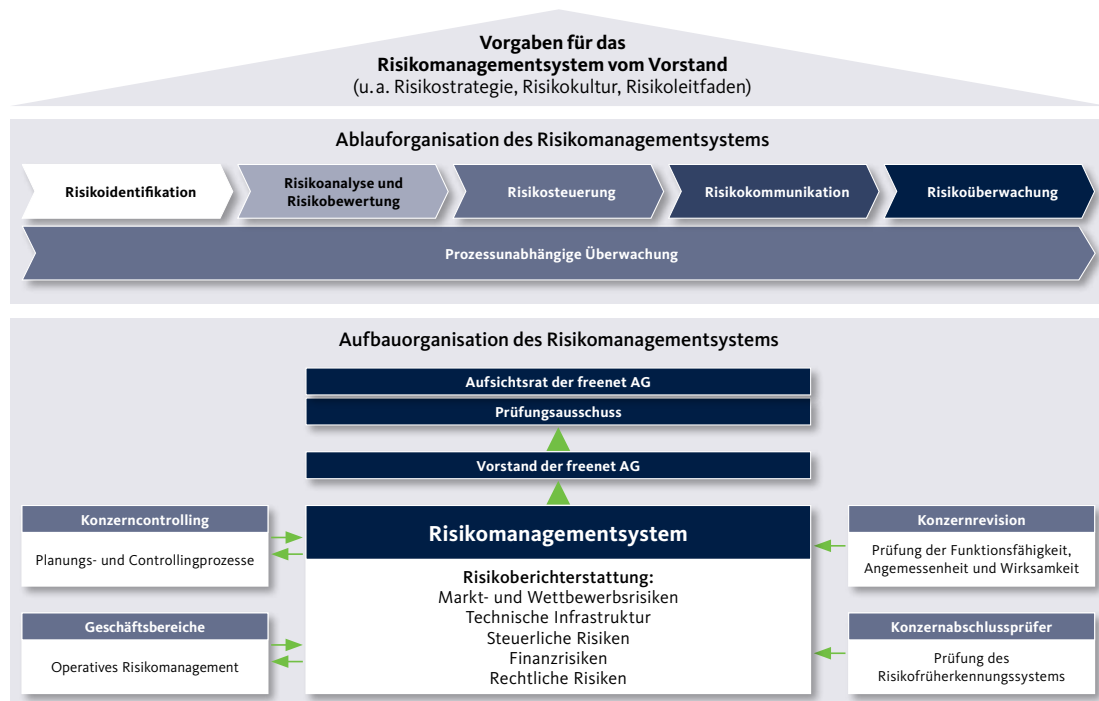 Vorgaben für das
Risikomanagementsystem vom Vorstand
(u. a. Risikostrategie, Risikokultur, Risikoleitfaden)
Ablauforganisation des Risikomanagementsystems
Risikoidentifikation
Risikoanalyse und
Risikobewertung
Risikosteuerung
Risikokommunikation
Risikoüberwachung
Prozessunabhängige Überwachung
Aufbauorganisation des Risikomanagementsystems
Aufsichtsrat der freenet AG
Prüfungsausschuss
Vorstand der freenet AG
Konzerncontrolling
Planungs- und Controllingprozesse
Geschäftsbereiche
Operatives Risikomanagement
Risikomanagementsystem
Risikoberichterstattung:
Markt- und Wettbewerbsrisiken
Technische Infrastruktur
Steuerliche Risiken
Finanzrisiken
Rechtliche Risiken
Konzernrevision
Prüfung der Funktionsfähigkeit,
Angemessenheit und Wirksamkeit
Konzernabschlussprüfer
Prüfung des
Risikofrüherkennungssystems